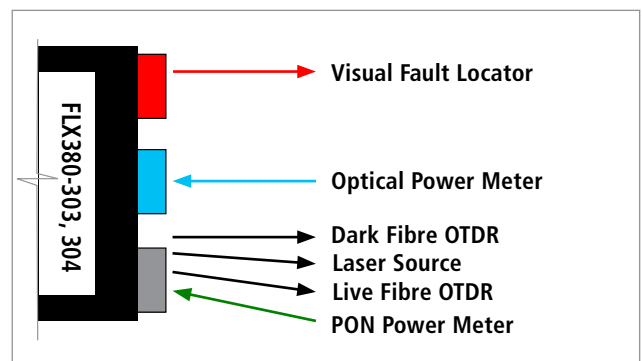 FLX380-303, 304
Visual Fault Locator
Optical Power Meter
Dark Fibre OTDR
Laser Source
Live Fibre OTDR
PON Power Meter